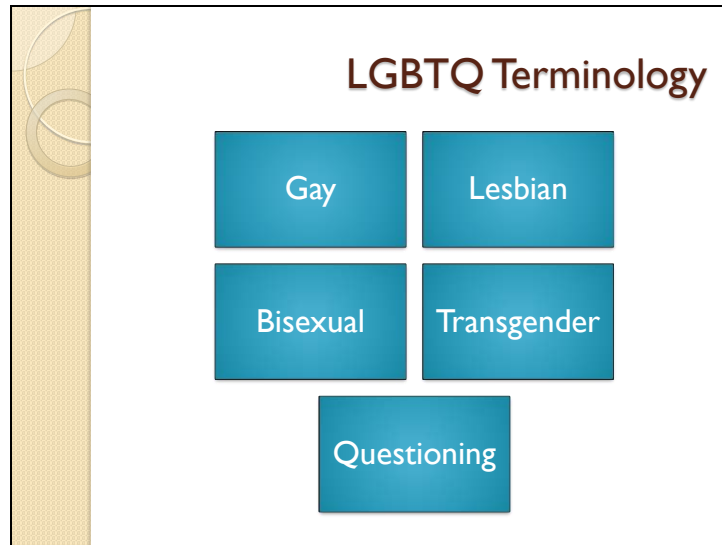 LGBTQ Terminology
Gay
Lesbian
Bisexual
Transgender
Questioning